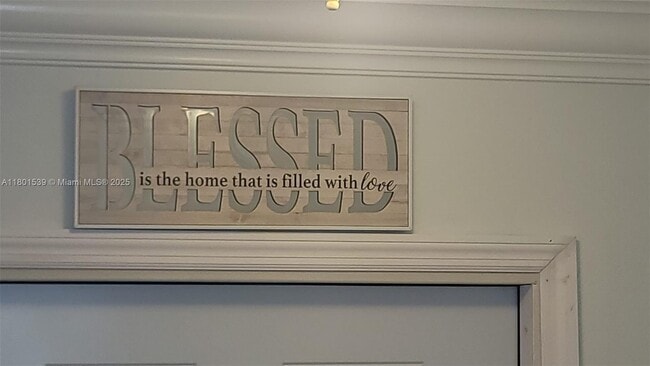 BLESSED
is the home that is filled with love
A11801539 © Miami MLS® 2025